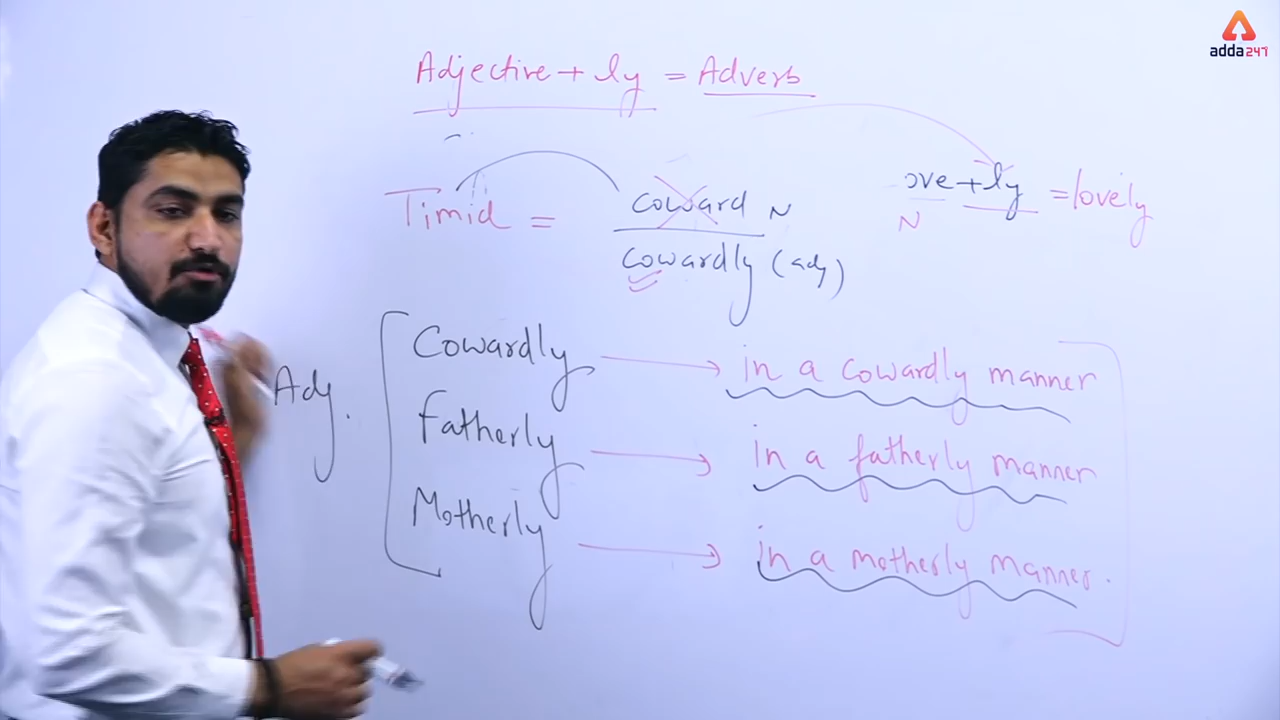 adda247
Adjective + ly = Adverb
Timid = coward N
cowardly (adj)
ove + ly = lovely
N
Adj.
Cowardly → in a cowardly manner
Fatherly → in a fatherly manner
Motherly → in a motherly manner.